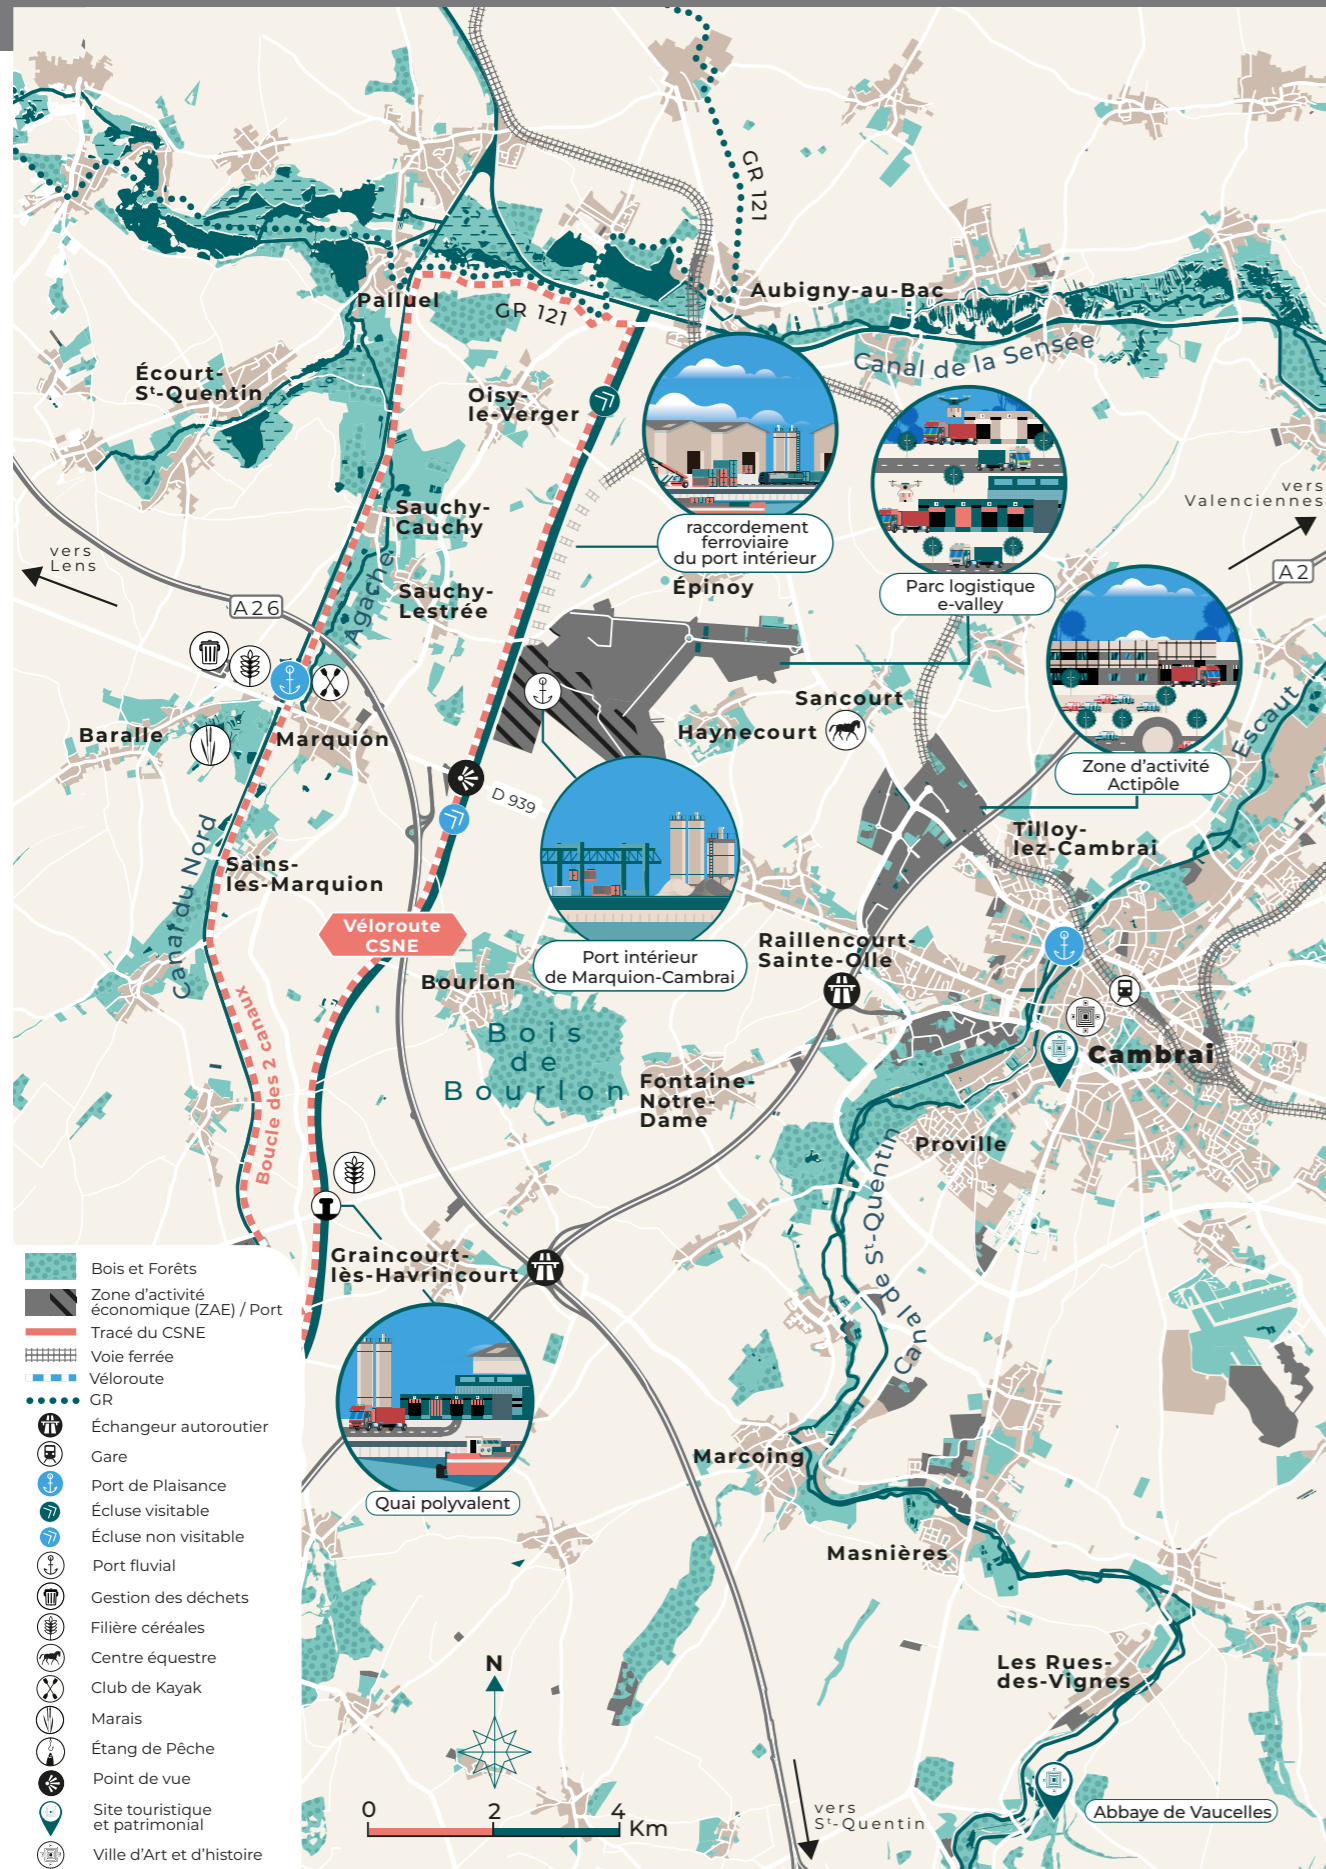 GR 121
Aubigny-au-Bac
Palluel
GR 121
Canal de la Sensée
Écourt-
St-Quentin
Oisy-
le-Verger
vers
Valenciennes
Sauchy-
Cauchy
raccordement
ferroviaire
du port intérieur
vers
Lens
A2
Épinoy
Parc logistique
e-valley
A26
Agache
Sauchy-
Lestrée
Sancourt
Escaut
Baralle
Marquion
Haynecourt
Zone d'activité
Actipôle
D 939
Tilloy-
lez-Cambrai
Canal du Nord
Sains-
les-Marquion
Véloroute
CSNE
Raillencourt-
Sainte-Olle
Port intérieur
de Marquion-Cambrai
Bourlon
Boucle des 2 canaux
Bois
de
Bourlon
Cambrai
Fontaine-
Notre-
Dame
Proville
Canal de St-Quentin
Graincourt-
lès-Havrincourt
Quai polyvalent
Marcoing
Masnières
Les Rues-
des-Vignes
Abbaye de Vaucelles
vers
St-Quentin
N
0 2 4
Km
Bois et Forêts
Zone d'activité
économique (ZAE) / Port
Tracé du CSNE
Voie ferrée
Véloroute
GR
Échangeur autoroutier
Gare
Port de Plaisance
Écluse visitable
Écluse non visitable
Port fluvial
Gestion des déchets
Filière céréales
Centre équestre
Club de Kayak
Marais
Étang de Pêche
Point de vue
Site touristique
et patrimonial
Ville d'Art et d'histoire